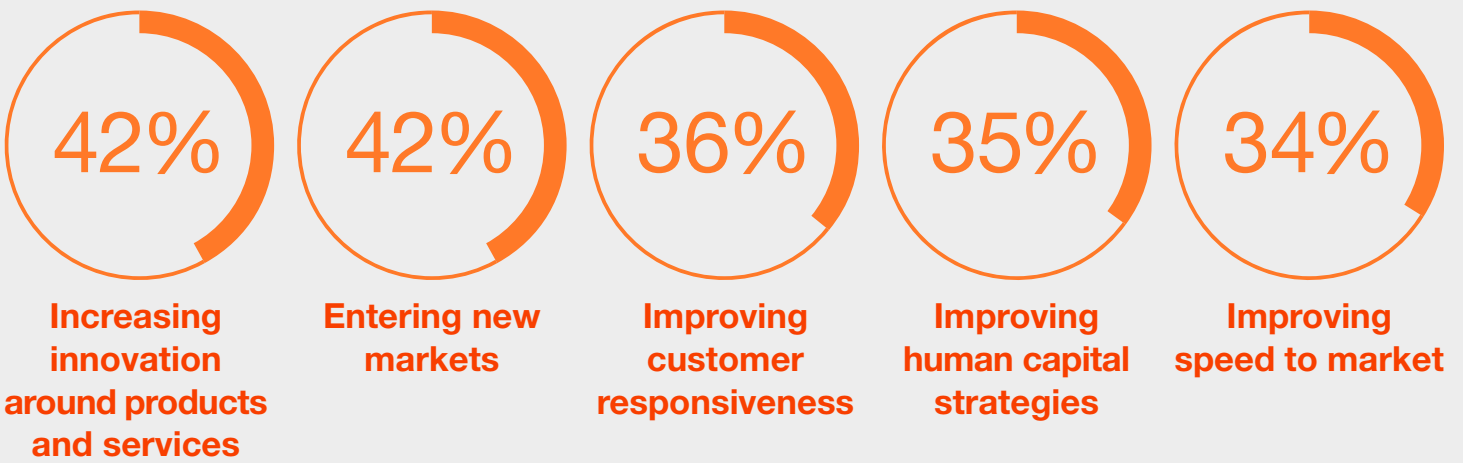 42%
Increasing
innovation
around products
and services
42%
Entering new
markets
36%
Improving
customer
responsiveness
35%
Improving
human capital
strategies
34%
Improving
speed to market